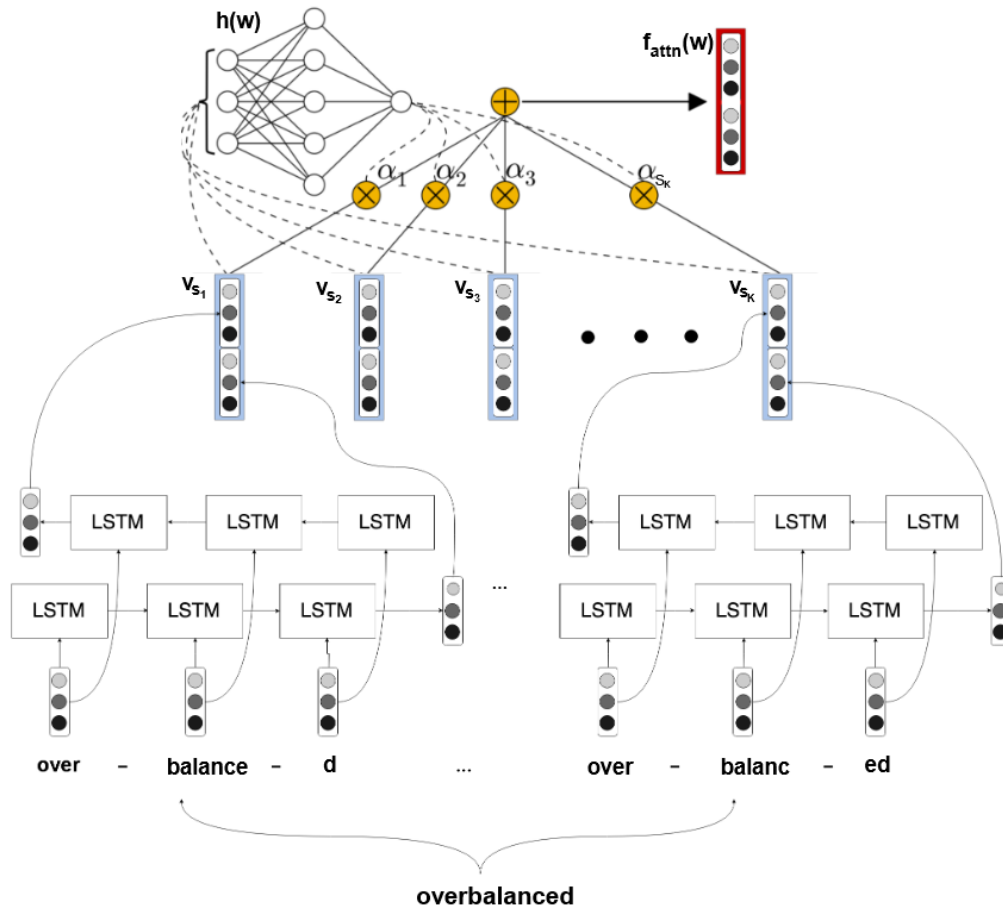 h(w) f_attn(w)
α₁ α₂ α₃ α_Sₖ
V_S₁ V_S₂ V_S₃ V_Sₖ
LSTM LSTM LSTM LSTM LSTM LSTM
LSTM LSTM LSTM ... LSTM LSTM LSTM
over - balance - d ... over - balanc - ed
overbalanced